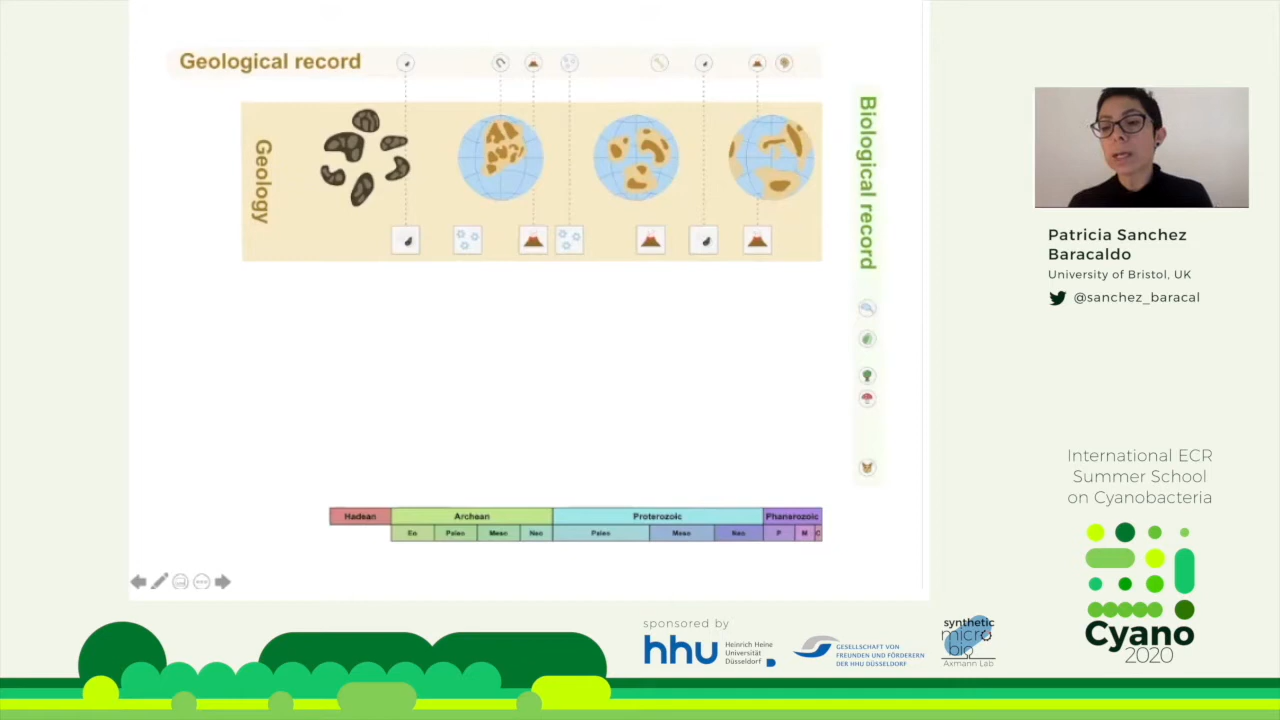 Geological record
Geology
Biological record
Hadean
Archean
Proterozoic
Phanarozoic
Eo
Paleo
Meso
Neo
Paleo
Meso
Neo
P
M
C
Patricia Sanchez
Baracaldo
University of Bristol, UK
@sanchez_baracal
International ECR
Summer School
on Cyanobacteria
Cyano
2020
sponsored by
hhu
Heinrich Heine
Universität
Düsseldorf
GESELLSCHAFT VON
FREUNDEN UND FÖRDERERN
DER HHU DÜSSELDORF
synthetic
micro
bio
Axmann Lab